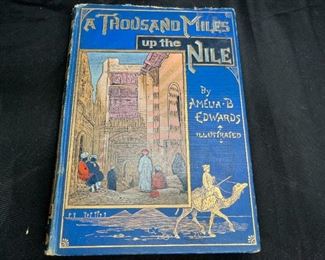 A THOUSAND MILES
up the
NILE
By
AMELIA·B
EDWARDS
ILLUSTRATED